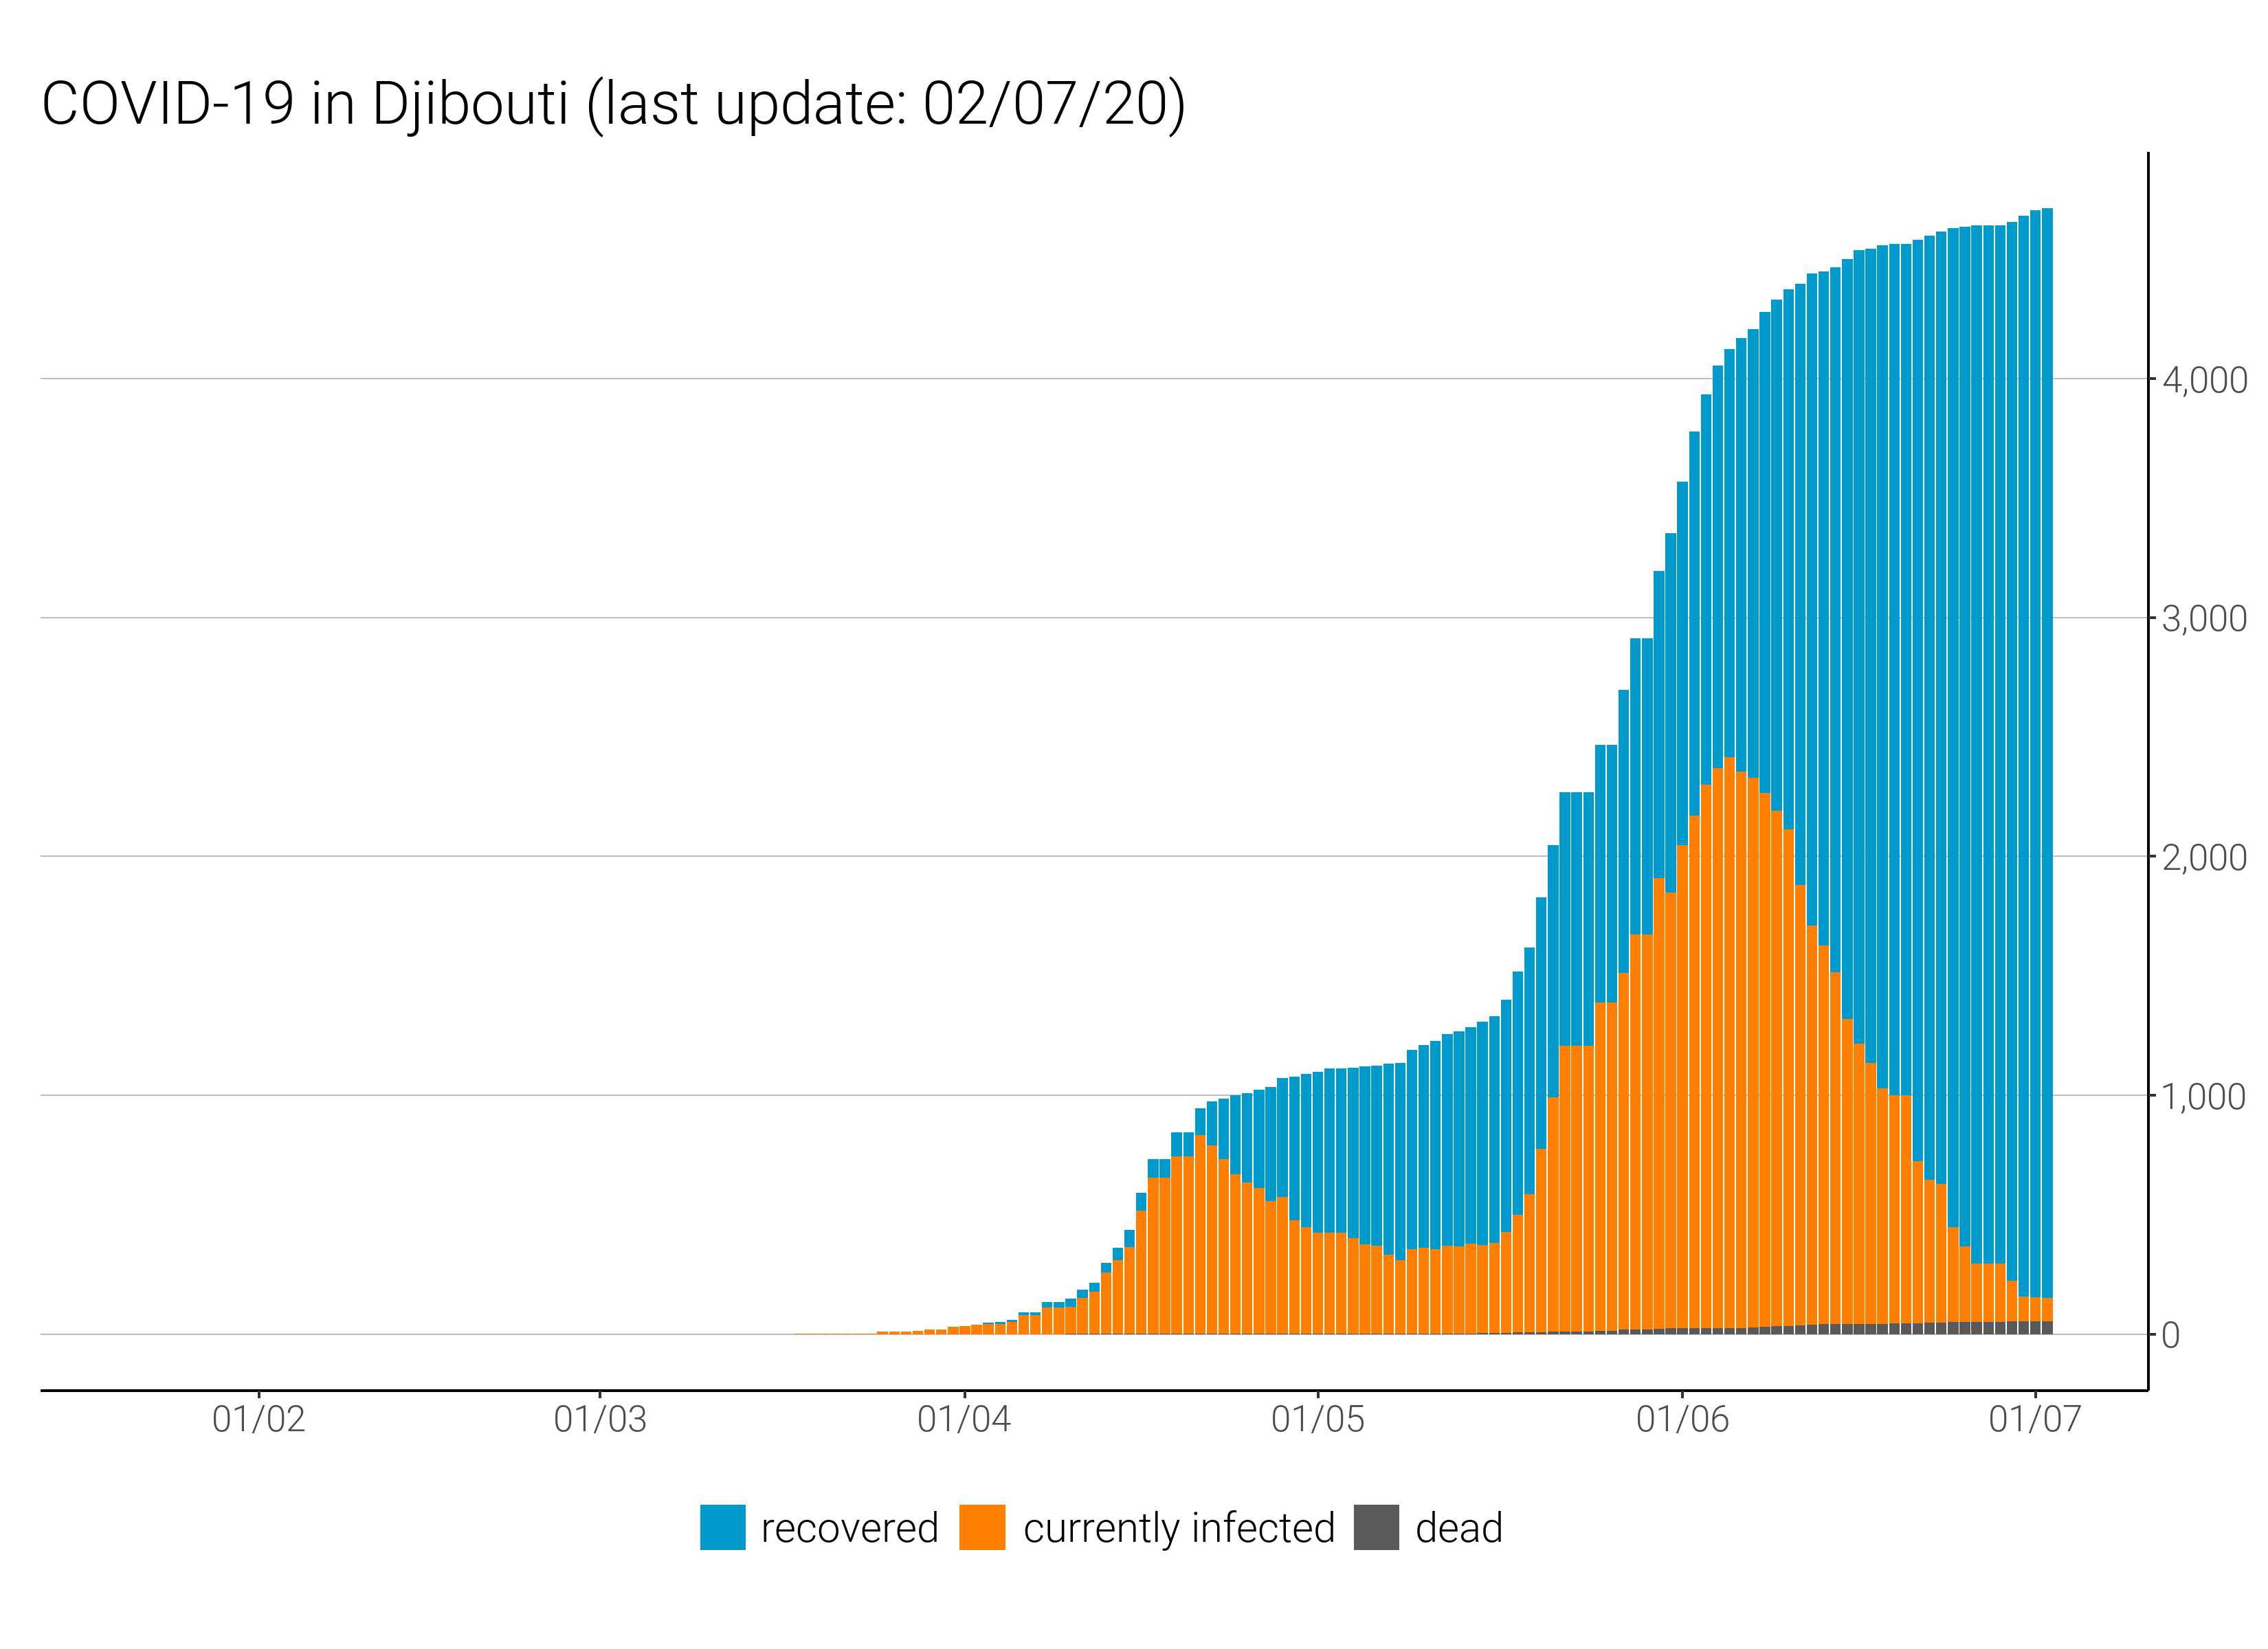 COVID-19 in Djibouti (last update: 02/07/20)
4,000
3,000
2,000
1,000
0
01/02 01/03 01/04 01/05 01/06 01/07
recovered currently infected dead